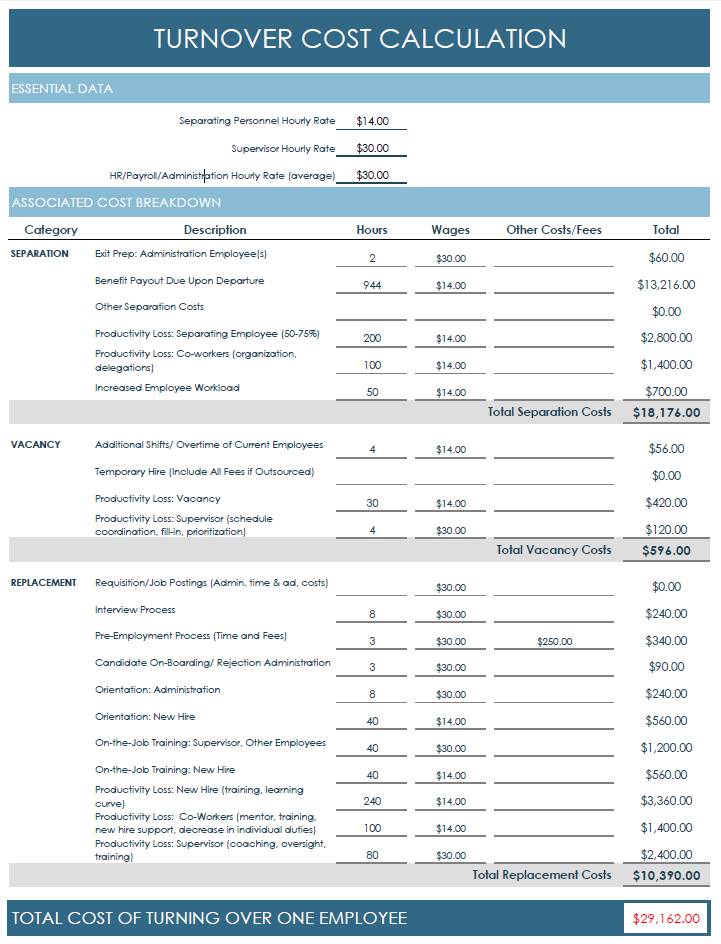 TURNOVER COST CALCULATION
ESSENTIAL DATA
Separating Personnel Hourly Rate $14.00
Supervisor Hourly Rate $30.00
HR/Payroll/Administration Hourly Rate (average) $30.00
ASSOCIATED COST BREAKDOWN
Category Description Hours Wages Other Costs/Fees Total
SEPARATION Exit Prep: Administration Employee(s) 2 $30.00 $60.00
Benefit Payout Due Upon Departure 944 $14.00 $13,216.00
Other Separation Costs $0.00
Productivity Loss: Separating Employee (50-75%) 200 $14.00 $2,800.00
Productivity Loss: Co-workers (organization,
delegations) 100 $14.00 $1,400.00
Increased Employee Workload 50 $14.00 $700.00
Total Separation Costs $18,176.00
VACANCY Additional Shifts/ Overtime of Current Employees 4 $14.00 $56.00
Temporary Hire (Include All Fees if Outsourced) $0.00
Productivity Loss: Vacancy 30 $14.00 $420.00
Productivity Loss: Supervisor (schedule
coordination, fill-in, prioritization) 4 $30.00 $120.00
Total Vacancy Costs $596.00
REPLACEMENT Requisition/Job Postings (Admin. time & ad, costs) $30.00 $0.00
Interview Process 8 $30.00 $240.00
Pre-Employment Process (Time and Fees) 3 $30.00 $250.00 $340.00
Candidate On-Boarding/ Rejection Administration 3 $30.00 $90.00
Orientation: Administration 8 $30.00 $240.00
Orientation: New Hire 40 $14.00 $560.00
On-the-Job Training: Supervisor, Other Employees 40 $30.00 $1,200.00
On-the-Job Training: New Hire 40 $14.00 $560.00
Productivity Loss: New Hire (training, learning
curve) 240 $14.00 $3,360.00
Productivity Loss: Co-Workers (mentor, training,
new hire support, decrease in individual duties) 100 $14.00 $1,400.00
Productivity Loss: Supervisor (coaching, oversight,
training) 80 $30.00 $2,400.00
Total Replacement Costs $10,390.00
TOTAL COST OF TURNING OVER ONE EMPLOYEE $29,162.00